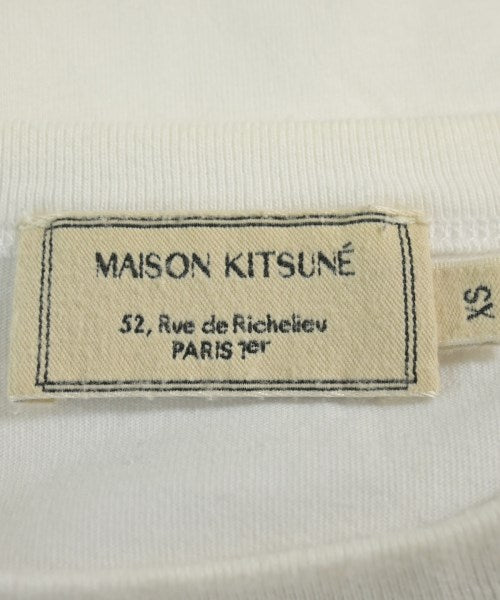 MAISON KITSUNÉ
52, Rue de Richelieu
PARIS 1er
XS